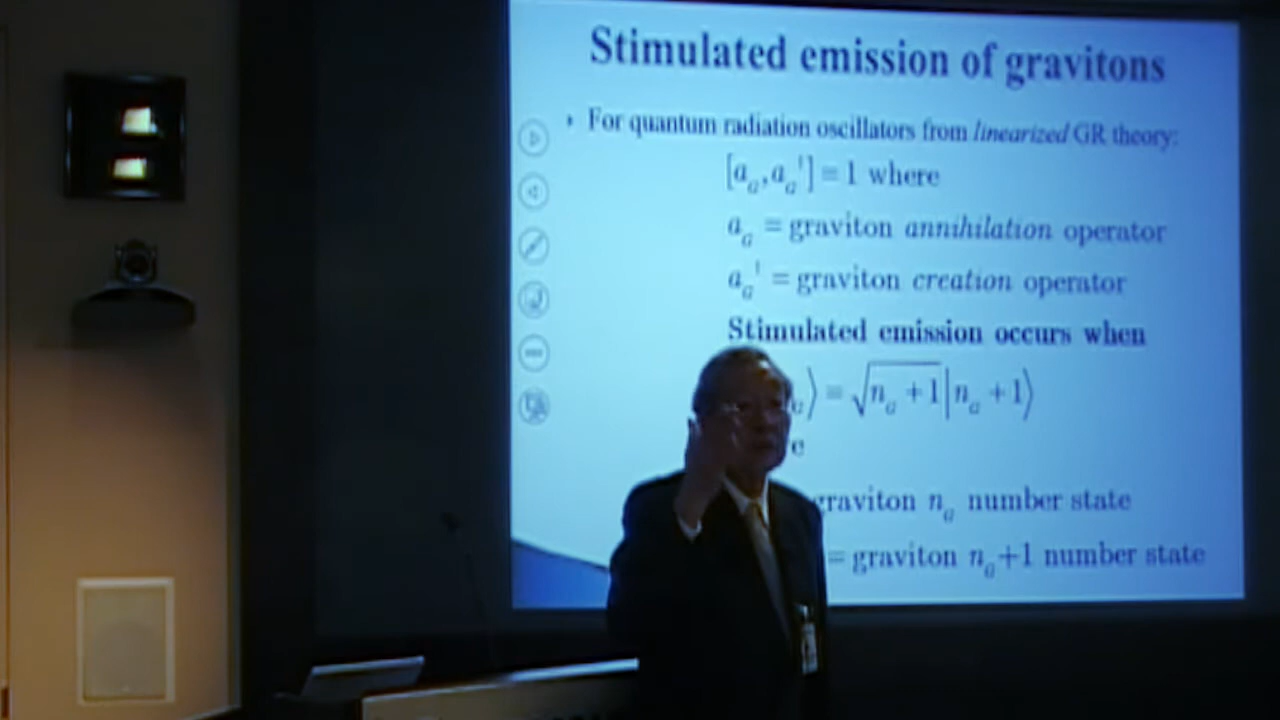 Stimulated emission of gravitons
For quantum radiation oscillators from linearized GR theory:
[a_G, a_G†] = 1 where
a_G = graviton annihilation operator
a_G† = graviton creation operator
Stimulated emission occurs when
⟩ = √(n_G + 1) |n_G + 1⟩
graviton n_G number state
= graviton n_G+1 number state